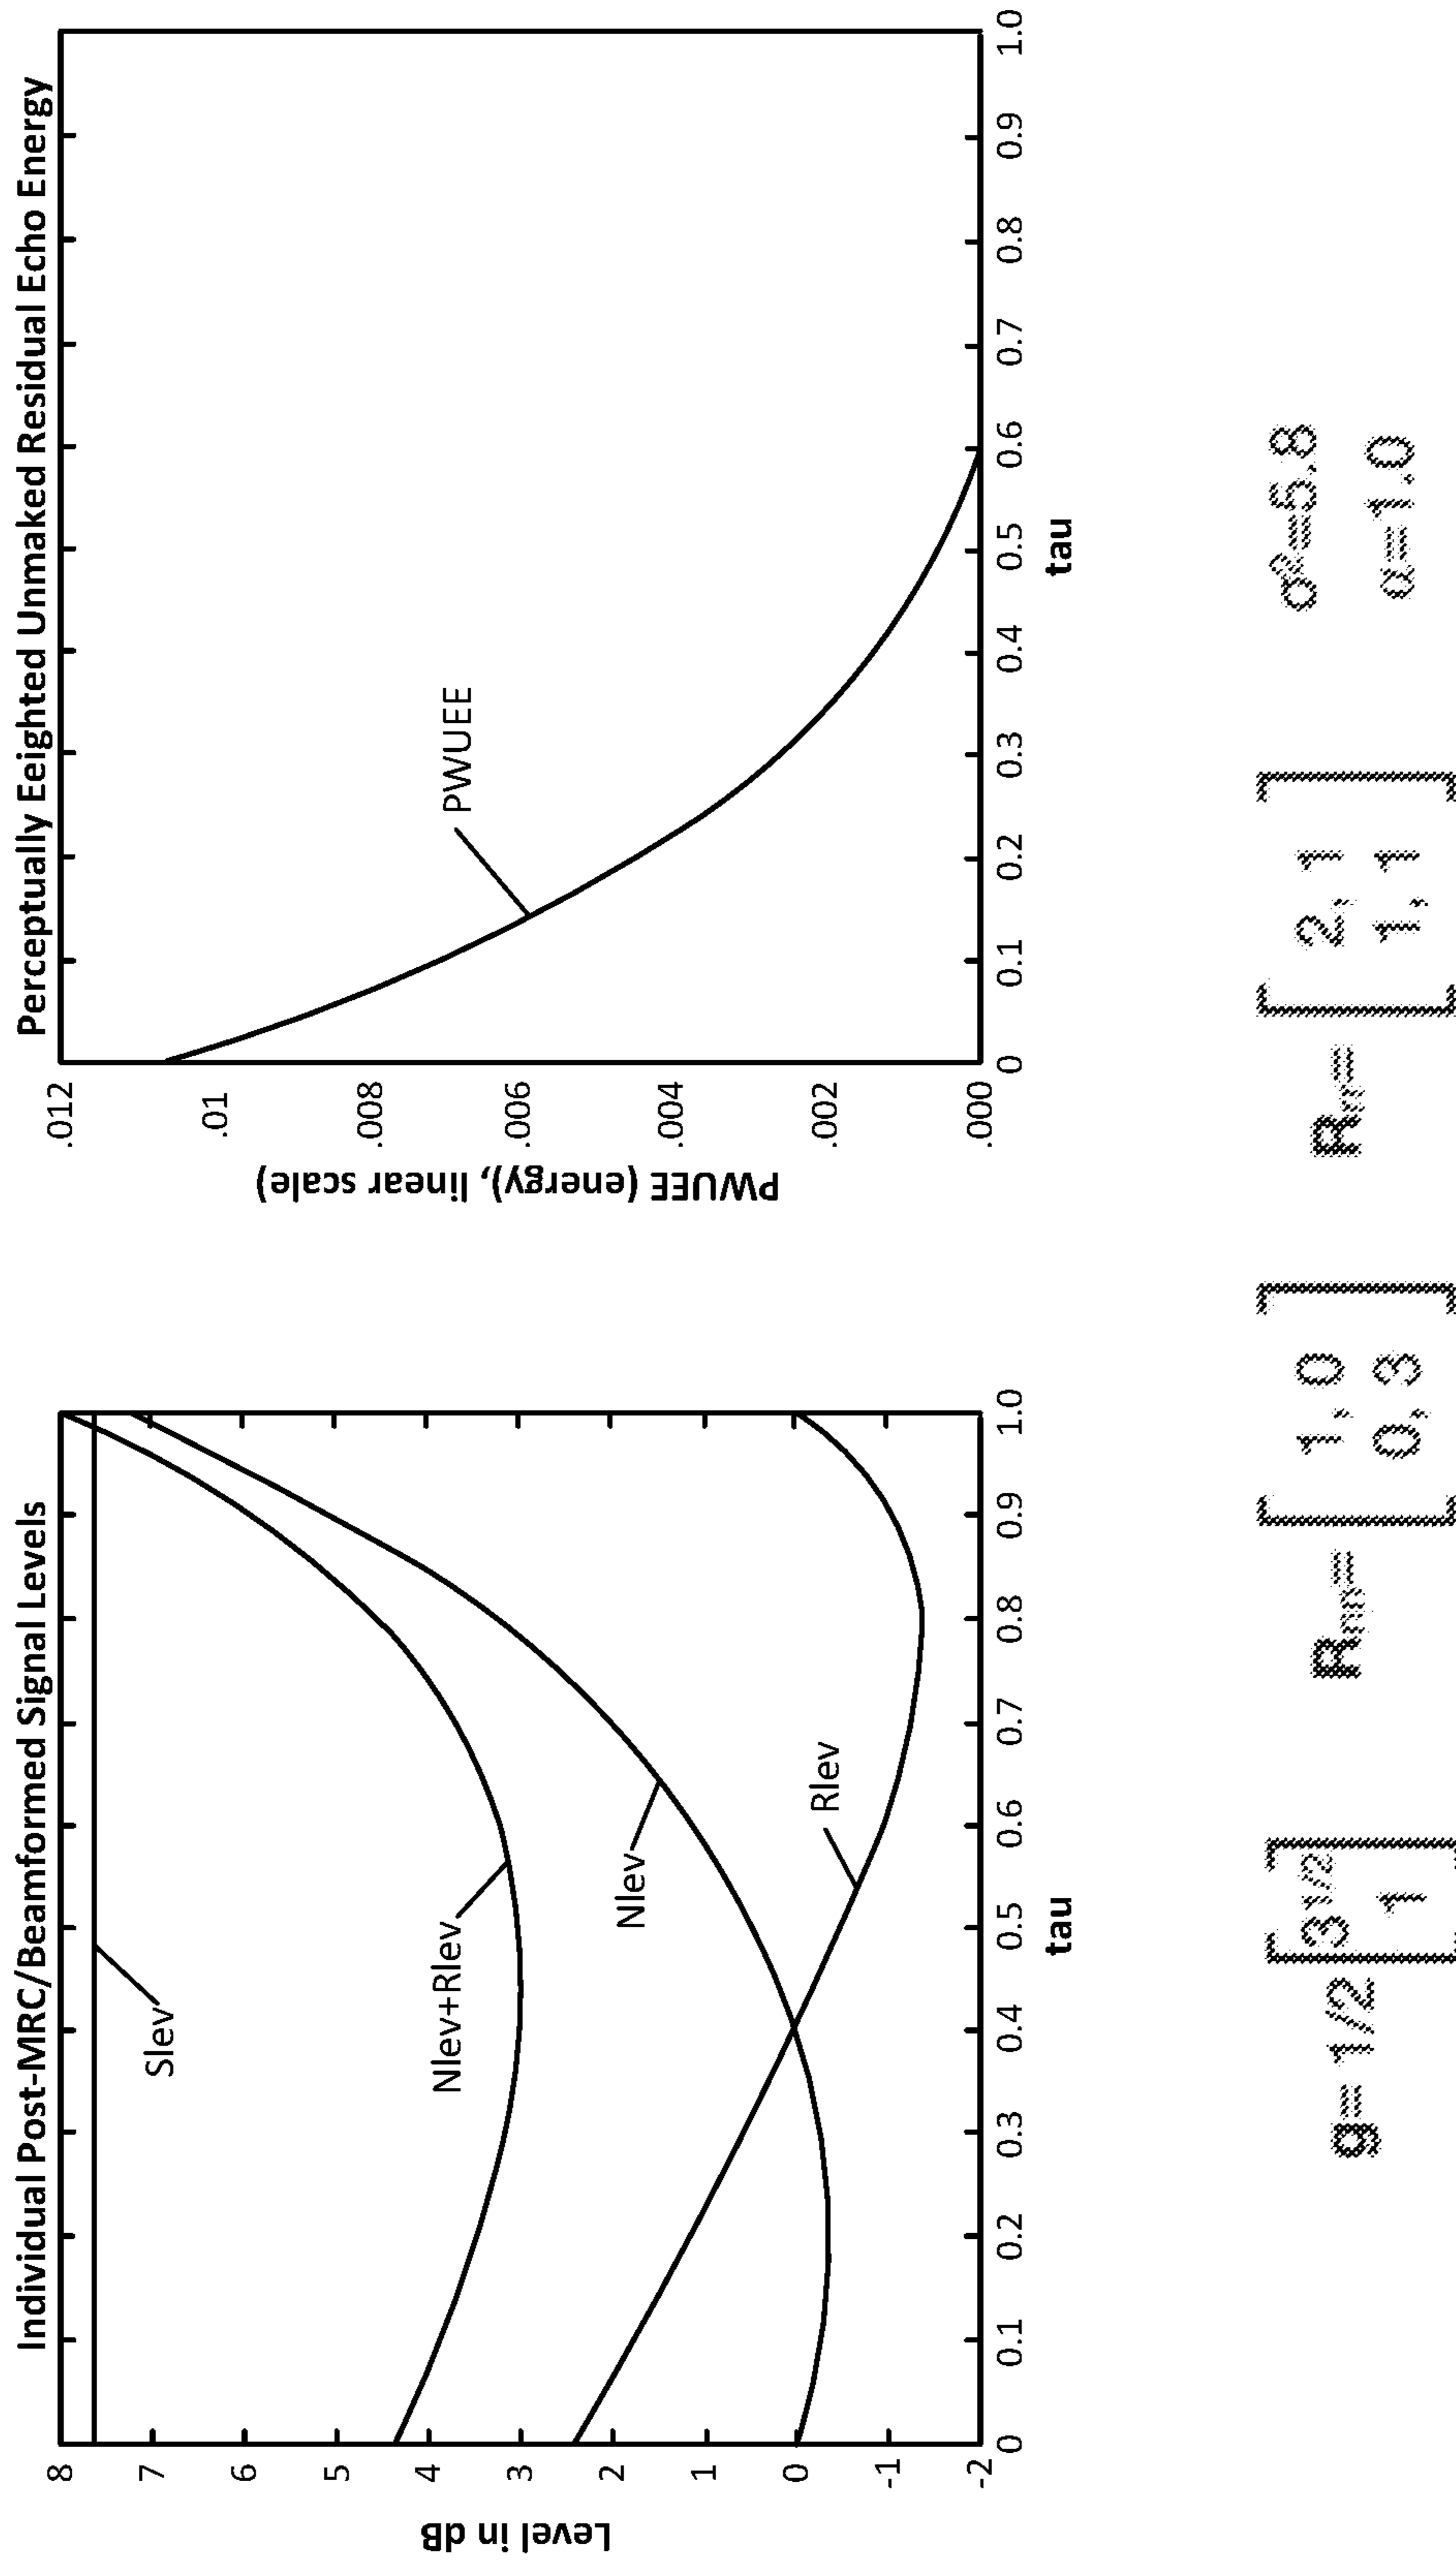 Individual Post-MRC/Beamformed Signal Levels
Level in dB
8
7
6
5
4
3
2
1
0
-1
-2
Slev
Nlev+Rlev
Nlev
Rlev
0 0.1 0.2 0.3 0.4 0.5 0.6 0.7 0.8 0.9 1.0
tau
Perceptually Eeighted Unmaked Residual Echo Energy
PWUEE (energy), linear scale)
.012
.01
.008
.006
.004
.002
.000
PWUEE
0 0.1 0.2 0.3 0.4 0.5 0.6 0.7 0.8 0.9 1.0
tau
g= 1/2 [ 3^1/2
1 ]
Rnn= [ 1, 0
0, 3 ]
Rrr= [ 2, 1
1, 1 ]
σ²=5.8
α=1.0